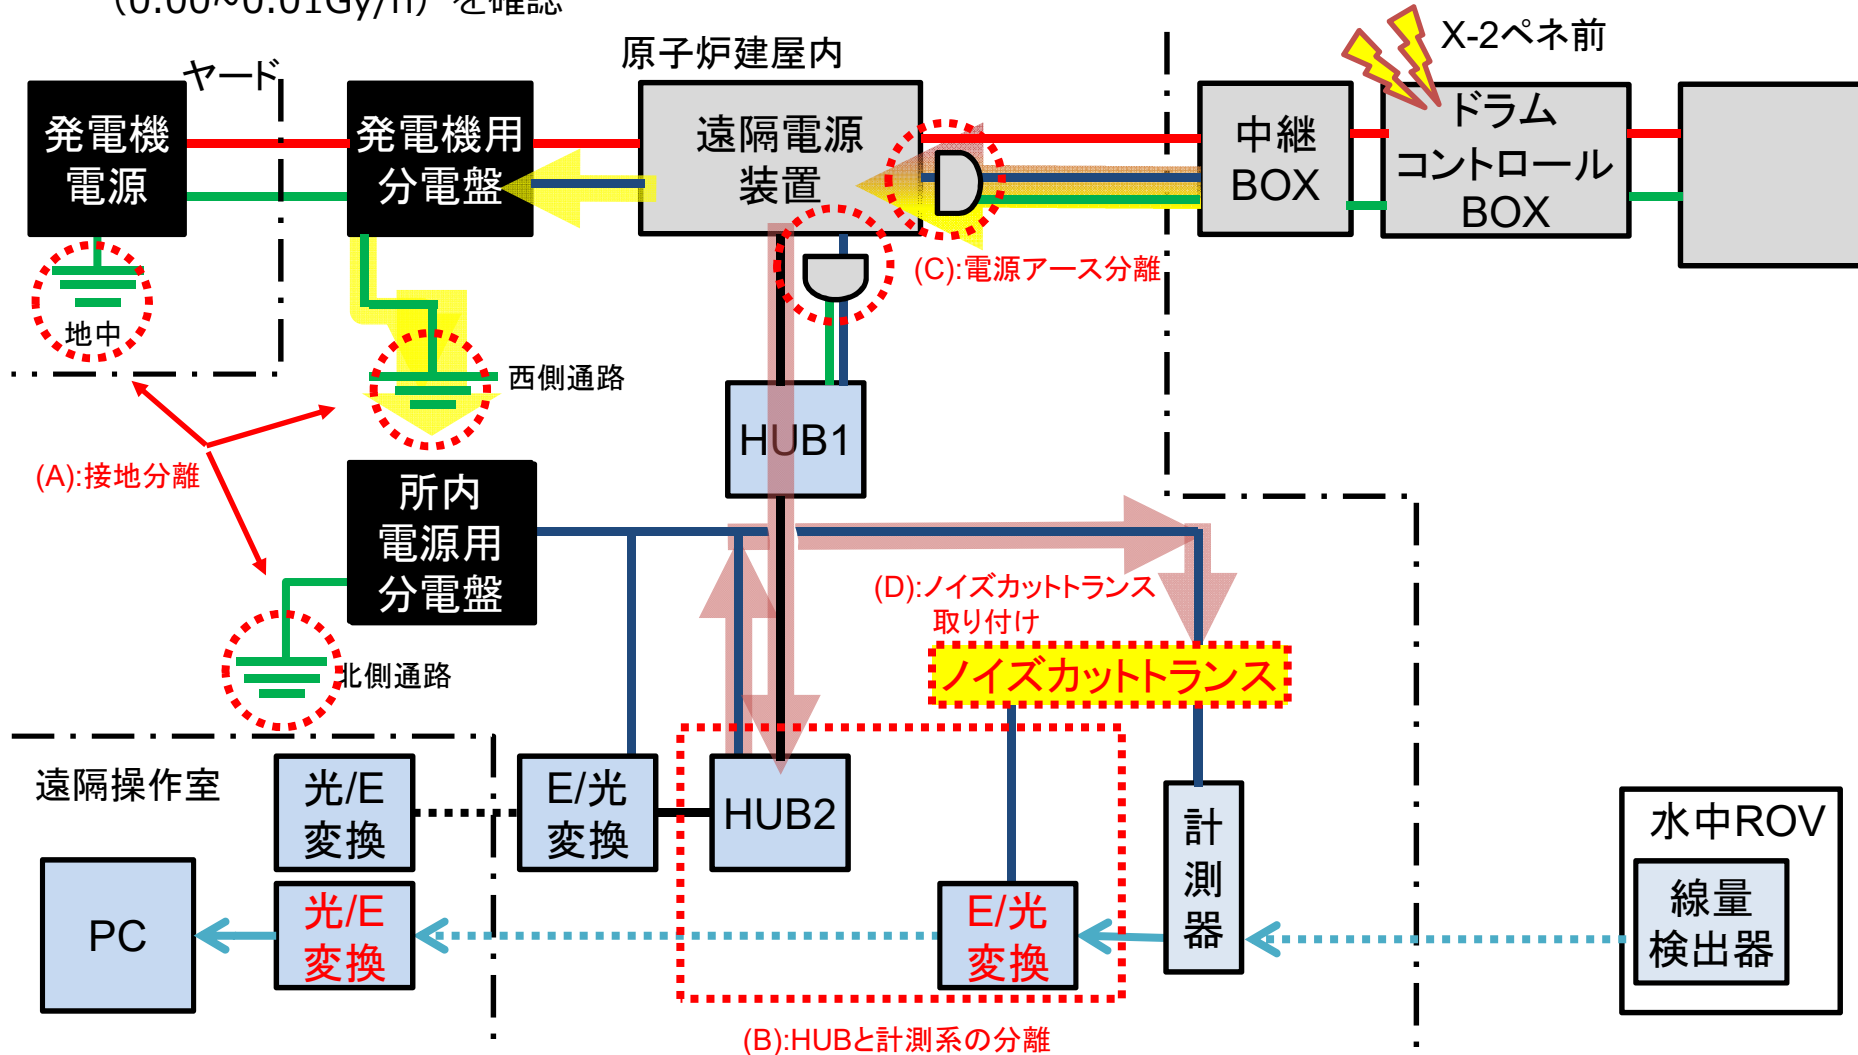 （0.00~0.01Gy/h）を確認
ヤード
原子炉建屋内
X-2ペネ前
発電機
電源
発電機用
分電盤
遠隔電源
装置
中継
BOX
ドラム
コントロール
BOX
(C):電源アース分離
地中
西側通路
HUB1
(A):接地分離
所内
電源用
分電盤
(D):ノイズカットトランス
取り付け
北側通路
ノイズカットトランス
遠隔操作室
光/E
変換
E/光
変換
HUB2
計
測
器
水中ROV
線量
検出器
PC
光/E
変換
E/光
変換
(B):HUBと計測系の分離